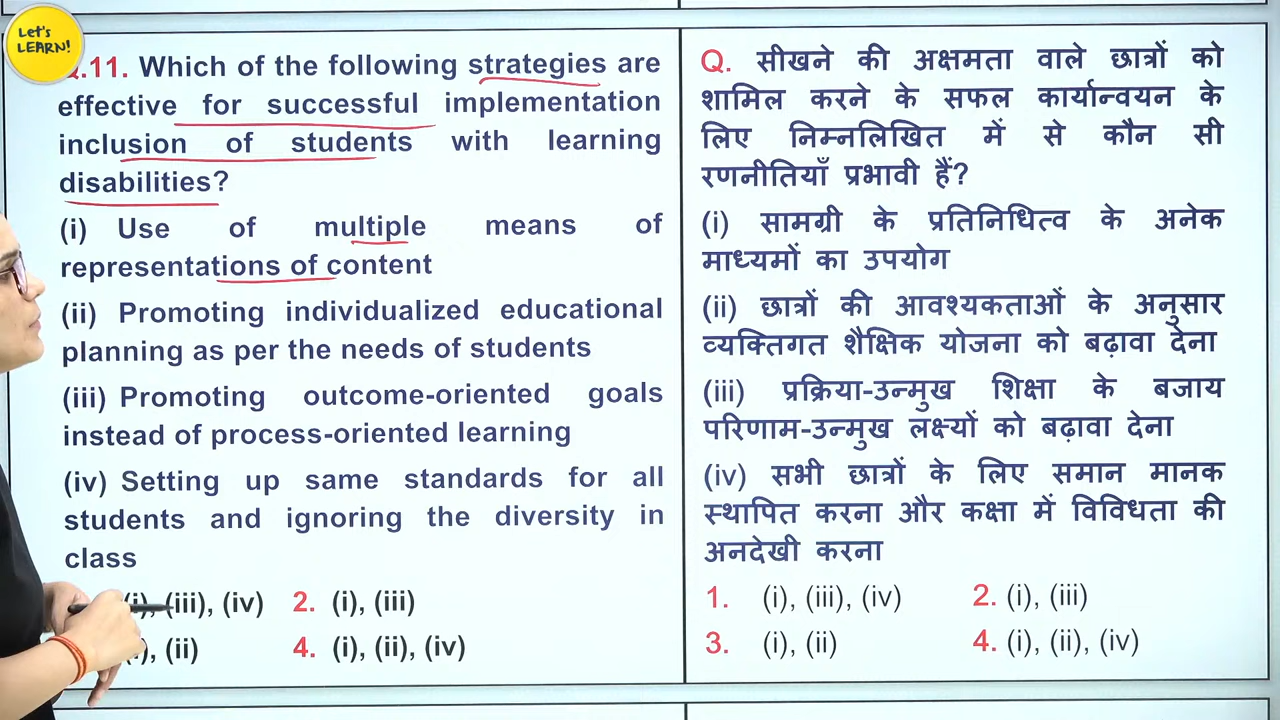 Let's
LEARN!
.11. Which of the following strategies are
effective for successful implementation
inclusion of students with learning
disabilities?
(i) Use of multiple means of
representations of content
(ii) Promoting individualized educational
planning as per the needs of students
(iii) Promoting outcome-oriented goals
instead of process-oriented learning
(iv) Setting up same standards for all
students and ignoring the diversity in
class
(i), (iii), (iv) 2. (i), (iii)
, (ii) 4. (i), (ii), (iv)
Q. सीखने की अक्षमता वाले छात्रों को
शामिल करने के सफल कार्यान्वयन के
लिए निम्नलिखित में से कौन सी
रणनीतियाँ प्रभावी हैं?
(i) सामग्री के प्रतिनिधित्व के अनेक
माध्यमों का उपयोग
(ii) छात्रों की आवश्यकताओं के अनुसार
व्यक्तिगत शैक्षिक योजना को बढ़ावा देना
(iii) प्रक्रिया-उन्मुख शिक्षा के बजाय
परिणाम-उन्मुख लक्ष्यों को बढ़ावा देना
(iv) सभी छात्रों के लिए समान मानक
स्थापित करना और कक्षा में विविधता की
अनदेखी करना
1. (i), (iii), (iv) 2. (i), (iii)
3. (i), (ii) 4. (i), (ii), (iv)